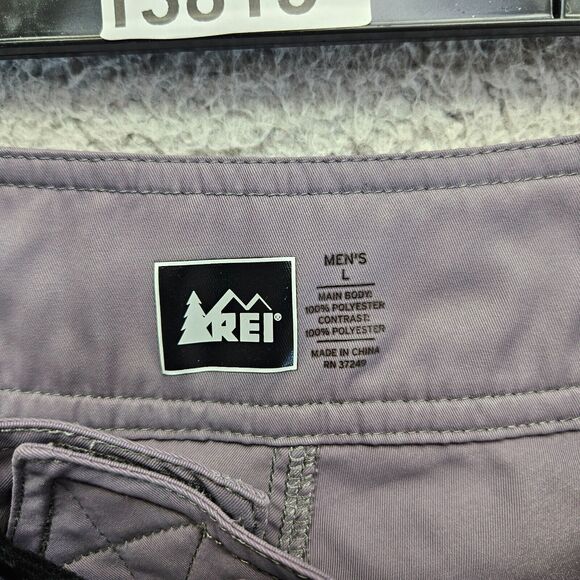 REI®
MEN'S
L
MAIN BODY:
100% POLYESTER
CONTRAST:
100% POLYESTER
MADE IN CHINA
RN 37249